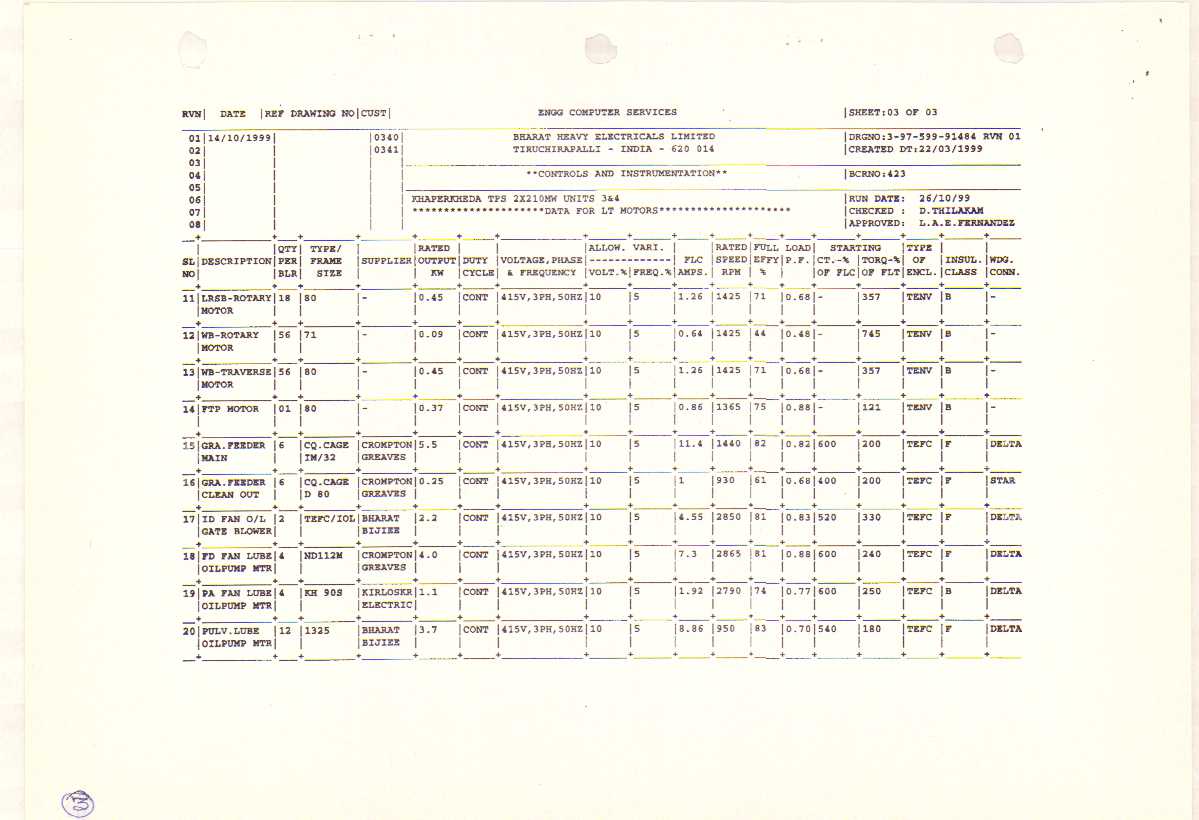 RVN| DATE |REF DRAWING NO|CUST| ENGG COMPUTER SERVICES |SHEET:03 OF 03
01|14/10/1999| |0340| BHARAT HEAVY ELECTRICALS LIMITED |DRGNO:3-97-599-91484 RVN 01
02| | |0341| TIRUCHIRAPALLI - INDIA - 620 014 |CREATED DT:22/03/1999
03|
04| **CONTROLS AND INSTRUMENTATION** |BCRNO:423
05|
06| KHAPERKHEDA TPS 2X210MW UNITS 3&4 |RUN DATE: 26/10/99
07| *********************DATA FOR LT MOTORS********************* |CHECKED : D.THILAKAM
08| |APPROVED: L.A.E.FERNANDEZ
|QTY| TYPE/ | |RATED | | |ALLOW. VARI. | |RATED|FULL LOAD| STARTING |TYPE | |
SL|DESCRIPTION|PER| FRAME |SUPPLIER|OUTPUT|DUTY |VOLTAGE,PHASE|-------------| FLC |SPEED|EFFY|P.F.|CT.-%|TORQ-%| OF |INSUL.|WDG.
NO| |BLR| SIZE | | KW |CYCLE| & FREQUENCY |VOLT.%|FREQ.%|AMPS.| RPM | % | |OF FLC|OF FLT|ENCL.|CLASS |CONN.
11|LRSB-ROTARY|18 |80 |- |0.45 |CONT |415V,3PH,50HZ|10 |5 |1.26 |1425 |71 |0.68|- |357 |TENV |B |-
|MOTOR
12|WB-ROTARY |56 |71 |- |0.09 |CONT |415V,3PH,50HZ|10 |5 |0.64 |1425 |44 |0.48|- |745 |TENV |B |-
|MOTOR
13|WB-TRAVERSE|56 |80 |- |0.45 |CONT |415V,3PH,50HZ|10 |5 |1.26 |1425 |71 |0.68|- |357 |TENV |B |-
|MOTOR
14|FTP MOTOR |01 |80 |- |0.37 |CONT |415V,3PH,50HZ|10 |5 |0.86 |1365 |75 |0.88|- |121 |TENV |B |-
15|GRA.FEEDER |6 |CQ.CAGE |CROMPTON|5.5 |CONT |415V,3PH,50HZ|10 |5 |11.4 |1440 |82 |0.82|600 |200 |TEFC |F |DELTA
|MAIN | |IM/32 |GREAVES |
16|GRA.FEEDER |6 |CQ.CAGE |CROMPTON|0.25 |CONT |415V,3PH,50HZ|10 |5 |1 |930 |61 |0.68|400 |200 |TEFC |F |STAR
|CLEAN OUT | |D 80 |GREAVES |
17|ID FAN O/L |2 |TEFC/IOL|BHARAT |2.2 |CONT |415V,3PH,50HZ|10 |5 |4.55 |2850 |81 |0.83|520 |330 |TEFC |F |DELTA
|GATE BLOWER| | |BIJIEE |
18|FD FAN LUBE|4 |ND112M |CROMPTON|4.0 |CONT |415V,3PH,50HZ|10 |5 |7.3 |2865 |81 |0.88|600 |240 |TEFC |F |DELTA
|OILPUMP MTR| | |GREAVES |
19|PA FAN LUBE|4 |KH 90S |KIRLOSKR|1.1 |CONT |415V,3PH,50HZ|10 |5 |1.92 |2790 |74 |0.77|600 |250 |TEFC |B |DELTA
|OILPUMP MTR| | |ELECTRIC|
20|PULV.LUBE |12 |1325 |BHARAT |3.7 |CONT |415V,3PH,50HZ|10 |5 |8.86 |950 |83 |0.70|540 |180 |TEFC |F |DELTA
|OILPUMP MTR| | |BIJIEE |